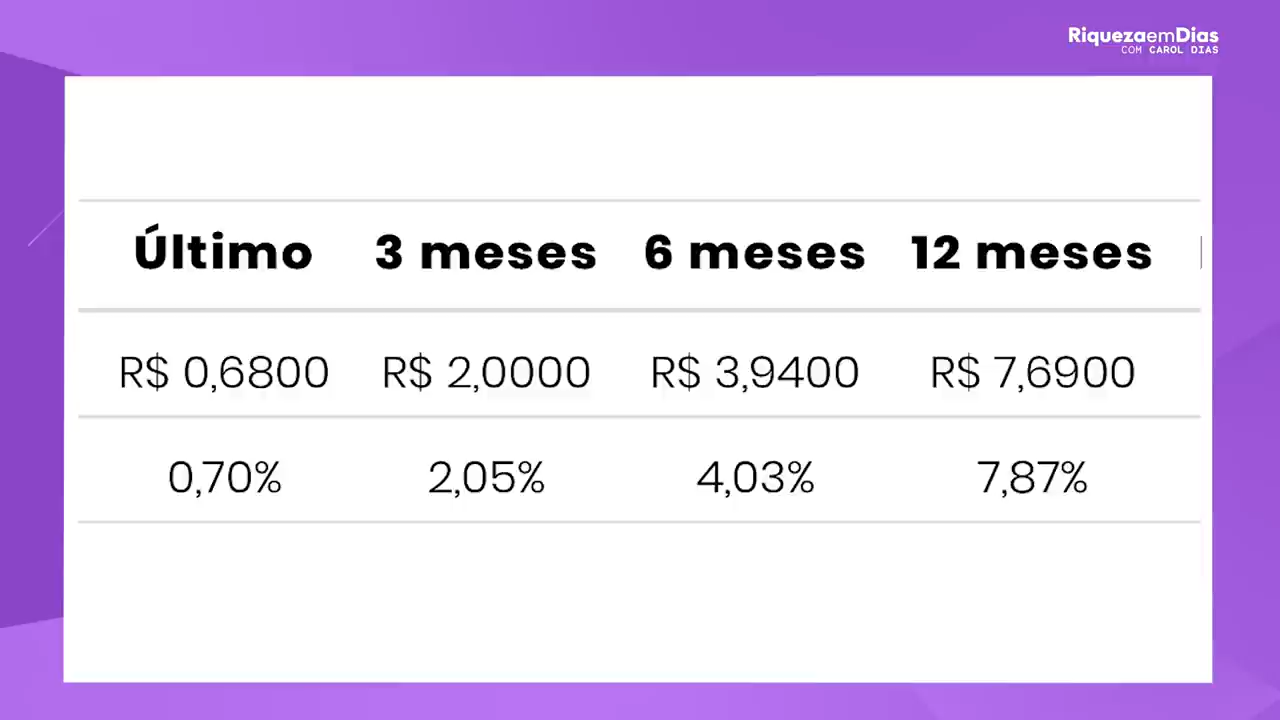 RiquezaemDias
COM CAROL DIAS
Último 3 meses 6 meses 12 meses
R$ 0,6800 R$ 2,0000 R$ 3,9400 R$ 7,6900
0,70% 2,05% 4,03% 7,87%